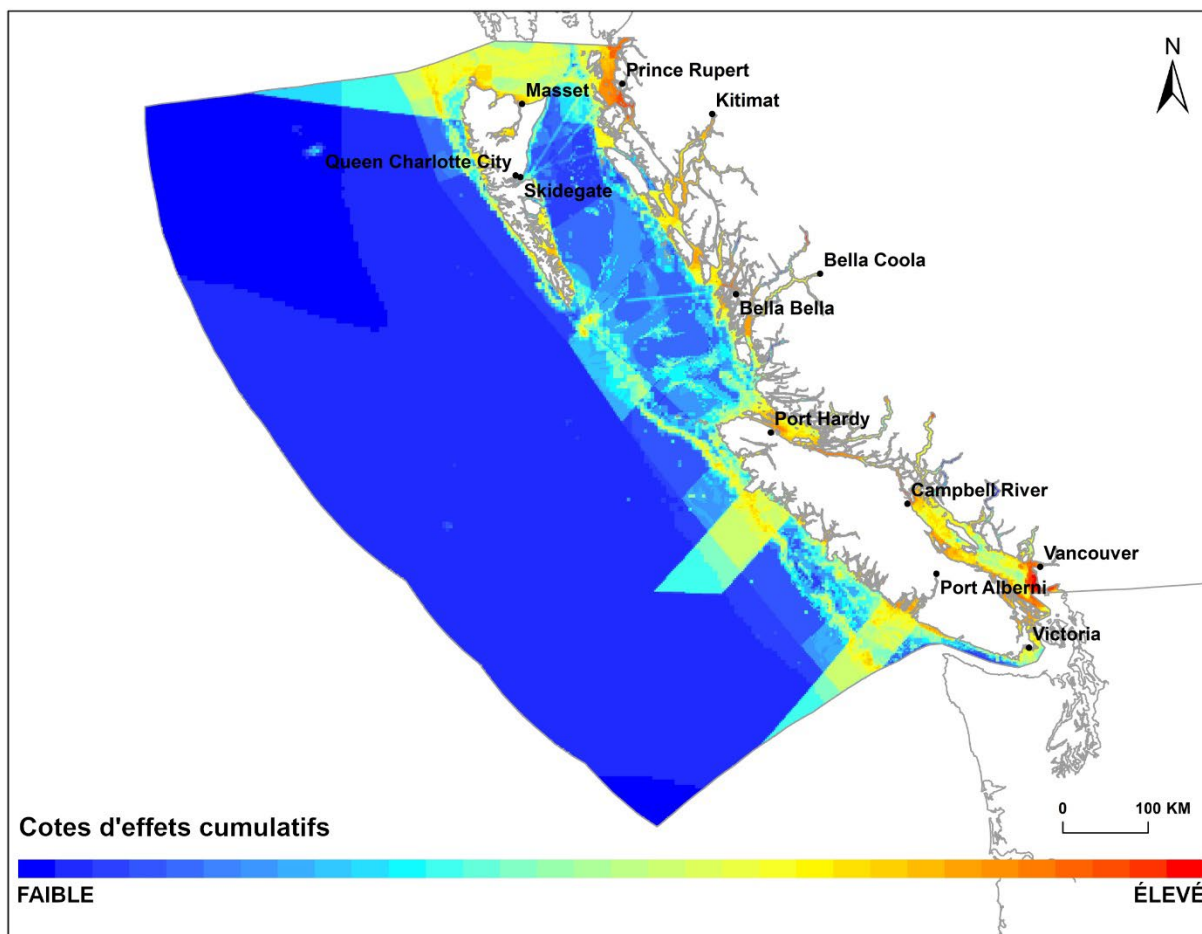 N
Prince Rupert
Kitimat
Masset
Queen Charlotte City
Skidegate
Bella Coola
Bella Bella
Port Hardy
Campbell River
Vancouver
Port Alberni
Victoria
0 100 KM
Cotes d'effets cumulatifs
FAIBLE ÉLEVÉ